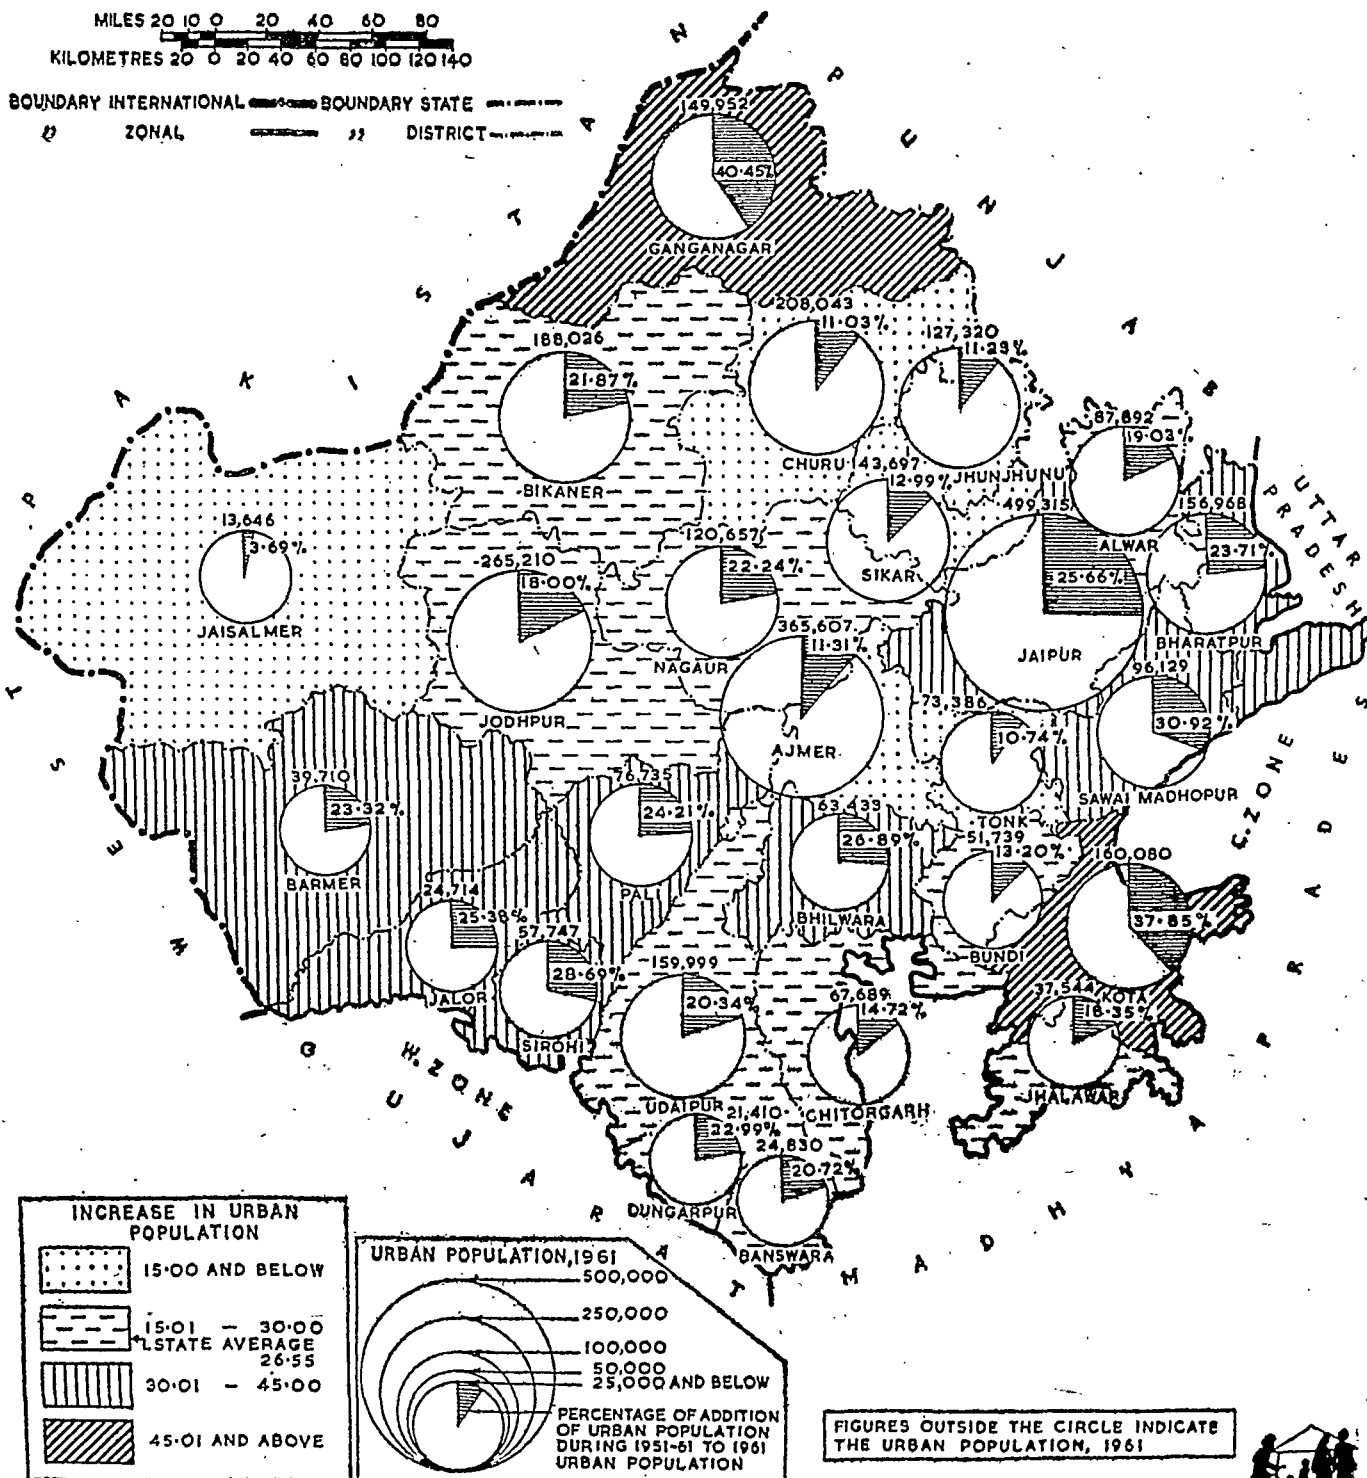 MILES 20 10 0 20 40 60 80
KILOMETRES 20 0 20 40 60 80 100 120 140
BOUNDARY INTERNATIONAL BOUNDARY STATE
" ZONAL " DISTRICT
WEST PAKISTAN
PUNJAB
UTTAR PRADESH
C. ZONE
MADHYA PRADESH
W. ZONE
GUJARAT
149,952
40·45%
GANGANAGAR
208,043
11·03%
CHURU
127,320
11·23%
JHUNJHUNU
188,026
21·87%
BIKANER
87,892
19·03
ALWAR
143,697
12·99%
SIKAR
499,315
25·66%
JAIPUR
156,968
23·71%
BHARATPUR
13,646
3·69%
JAISALMER
265,210
18·00%
JODHPUR
120,657
22·24%
NAGAUR
365,607
11·31%
AJMER
73,386
10·74%
TONK
96,129
30·92%
SAWAI MADHOPUR
39,710
23·32%
BARMER
76,735
24·21%
PALI
63,433
26·89%
BHILWARA
51,739
13·20%
BUNDI
160,080
37·85%
KOTA
24,714
25·38%
JALOR
57,747
28·69%
SIROHI
159,999
20·34%
UDAIPUR
67,689
14·72%
CHITORGARH
37,544
18·35%
JHALAWAR
21,410
22·99%
DUNGARPUR
24,830
20·72%
BANSWARA
INCREASE IN URBAN
POPULATION
15·00 AND BELOW
15·01 – 30·00
STATE AVERAGE
26·55
30·01 – 45·00
45·01 AND ABOVE
URBAN POPULATION, 1961
500,000
250,000
100,000
50,000
25,000 AND BELOW
PERCENTAGE OF ADDITION
OF URBAN POPULATION
DURING 1951-61 TO 1961
URBAN POPULATION
FIGURES OUTSIDE THE CIRCLE INDICATE
THE URBAN POPULATION, 1961